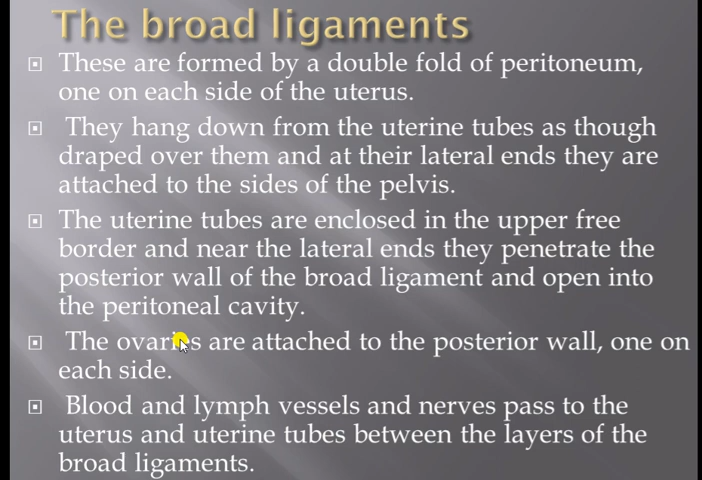 The broad ligaments
These are formed by a double fold of peritoneum,
one on each side of the uterus.
They hang down from the uterine tubes as though
draped over them and at their lateral ends they are
attached to the sides of the pelvis.
The uterine tubes are enclosed in the upper free
border and near the lateral ends they penetrate the
posterior wall of the broad ligament and open into
the peritoneal cavity.
The ovaries are attached to the posterior wall, one on
each side.
Blood and lymph vessels and nerves pass to the
uterus and uterine tubes between the layers of the
broad ligaments.